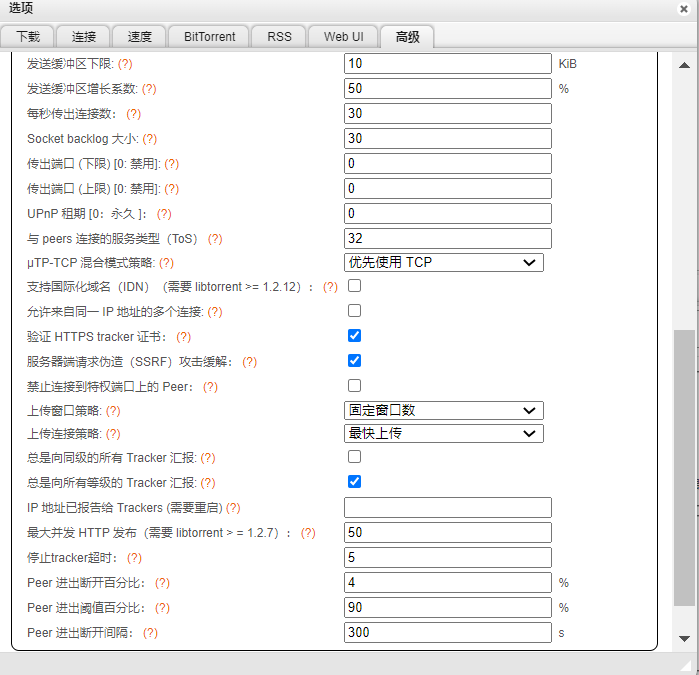 选项
下载 连接 速度 BitTorrent RSS Web UI 高级
发送缓冲区下限: (?) 10 KiB
发送缓冲区增长系数: (?) 50 %
每秒传出连接数： (?) 30
Socket backlog 大小: (?) 30
传出端口 (下限) [0: 禁用]: (?) 0
传出端口 (上限) [0: 禁用]: (?) 0
UPnP 租期 [0：永久 ]： (?) 0
与 peers 连接的服务类型（ToS） (?) 32
μTP-TCP 混合模式策略: (?) 优先使用 TCP
支持国际化域名（IDN）（需要 libtorrent >= 1.2.12）： (?)
允许来自同一 IP 地址的多个连接: (?)
验证 HTTPS tracker 证书： (?)
服务器端请求伪造（SSRF）攻击缓解： (?)
禁止连接到特权端口上的 Peer： (?)
上传窗口策略: (?) 固定窗口数
上传连接策略: (?) 最快上传
总是向同级的所有 Tracker 汇报: (?)
总是向所有等级的 Tracker 汇报: (?)
IP 地址已报告给 Trackers (需要重启) (?)
最大并发 HTTP 发布（需要 libtorrent > = 1.2.7）： (?) 50
停止tracker超时： (?) 5
Peer 进出断开百分比： (?) 4 %
Peer 进出阈值百分比： (?) 90 %
Peer 进出断开间隔： (?) 300 s